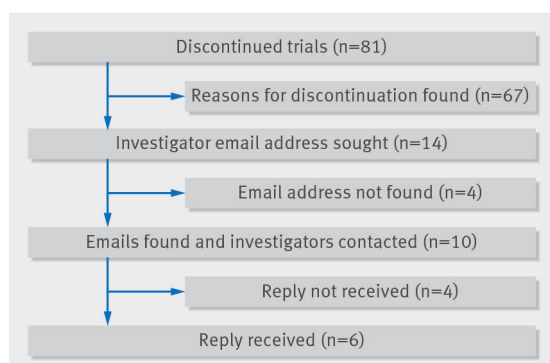 Discontinued trials (n=81)
Reasons for discontinuation found (n=67)
Investigator email address sought (n=14)
Email address not found (n=4)
Emails found and investigators contacted (n=10)
Reply not received (n=4)
Reply received (n=6)